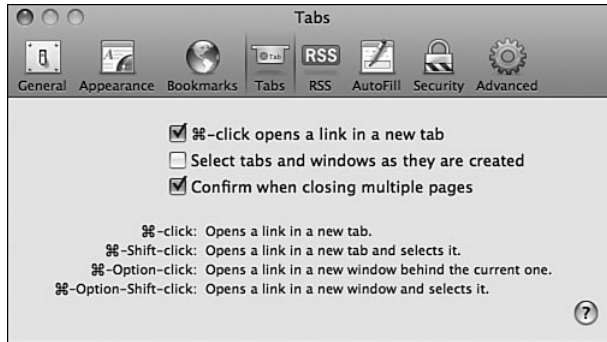 Tabs
Tab
RSS
General Appearance Bookmarks Tabs RSS AutoFill Security Advanced
⌘-click opens a link in a new tab
Select tabs and windows as they are created
Confirm when closing multiple pages
⌘-click: Opens a link in a new tab.
⌘-Shift-click: Opens a link in a new tab and selects it.
⌘-Option-click: Opens a link in a new window behind the current one.
⌘-Option-Shift-click: Opens a link in a new window and selects it.
?